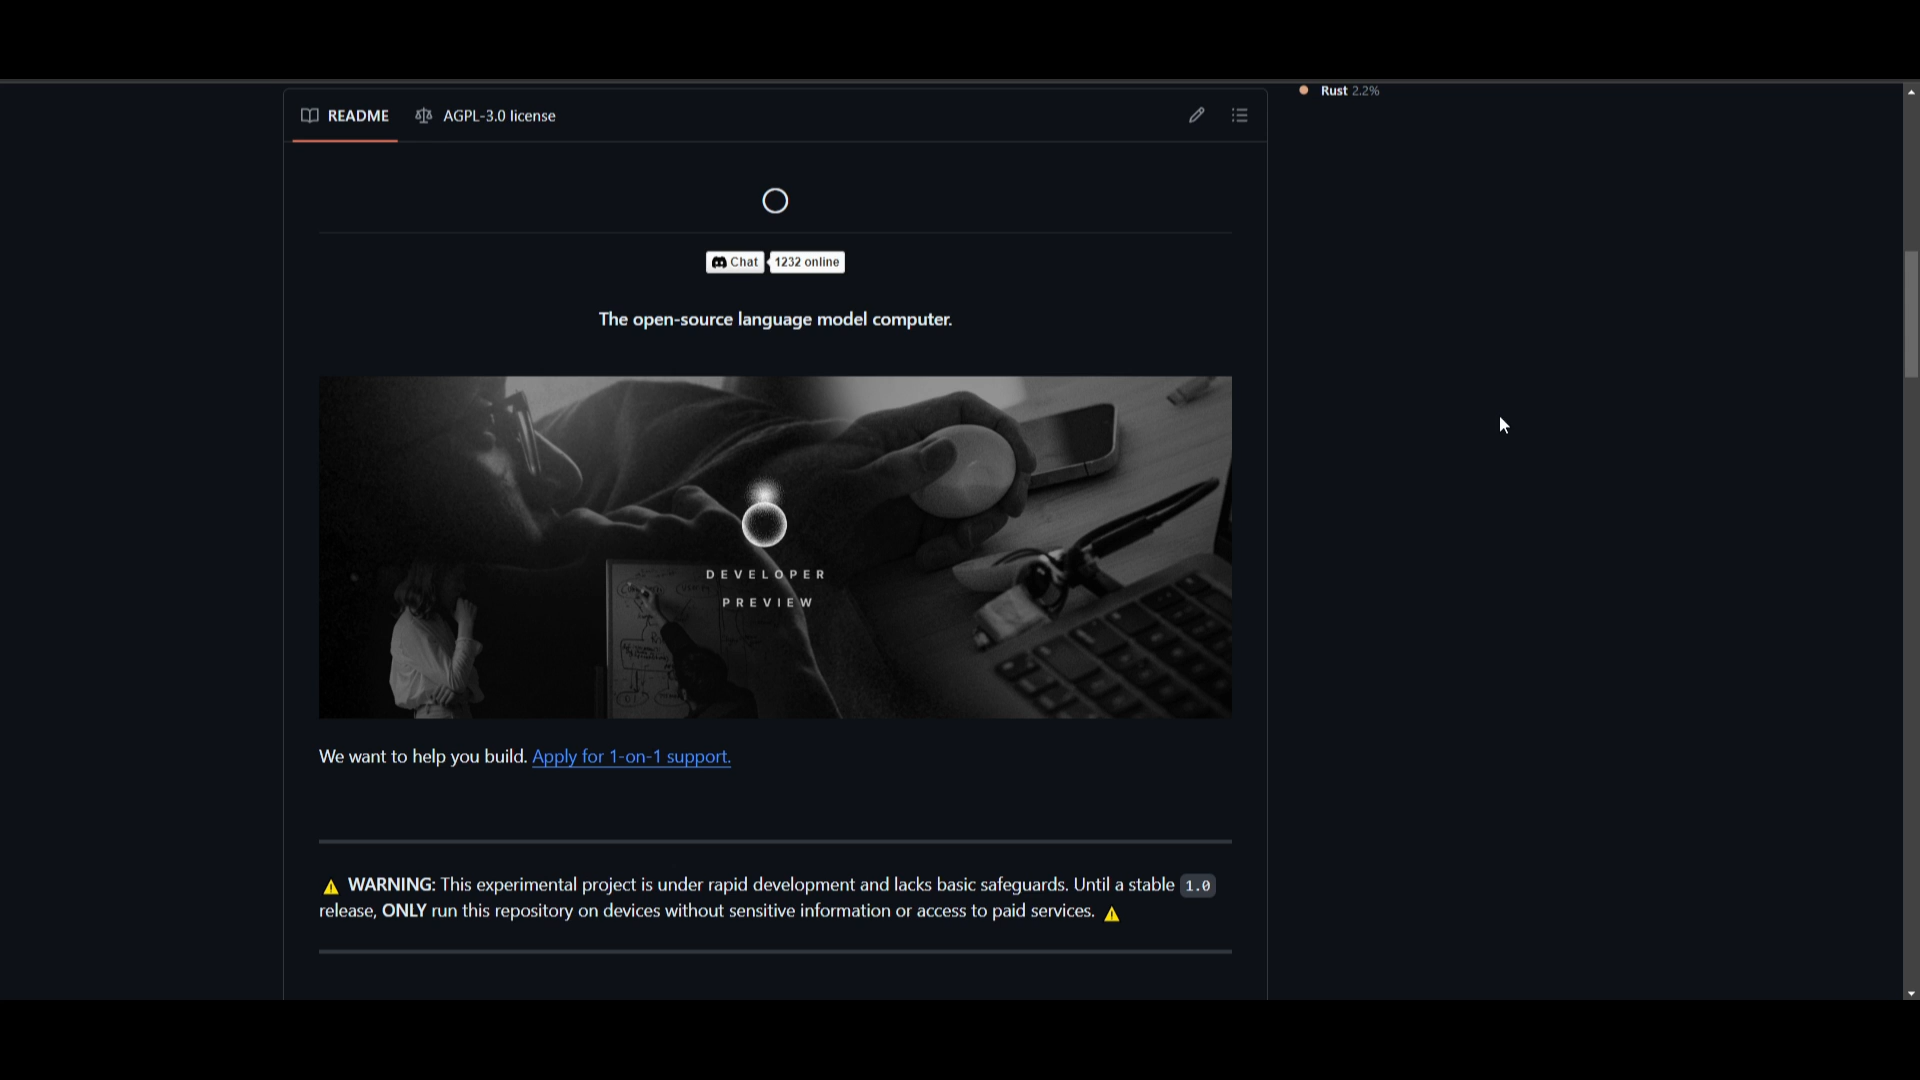 Rust 2.2%
README AGPL-3.0 license
Chat 1232 online
The open-source language model computer.
DEVELOPER
PREVIEW
We want to help you build. Apply for 1-on-1 support.
⚠️ WARNING: This experimental project is under rapid development and lacks basic safeguards. Until a stable 1.0
release, ONLY run this repository on devices without sensitive information or access to paid services. ⚠️